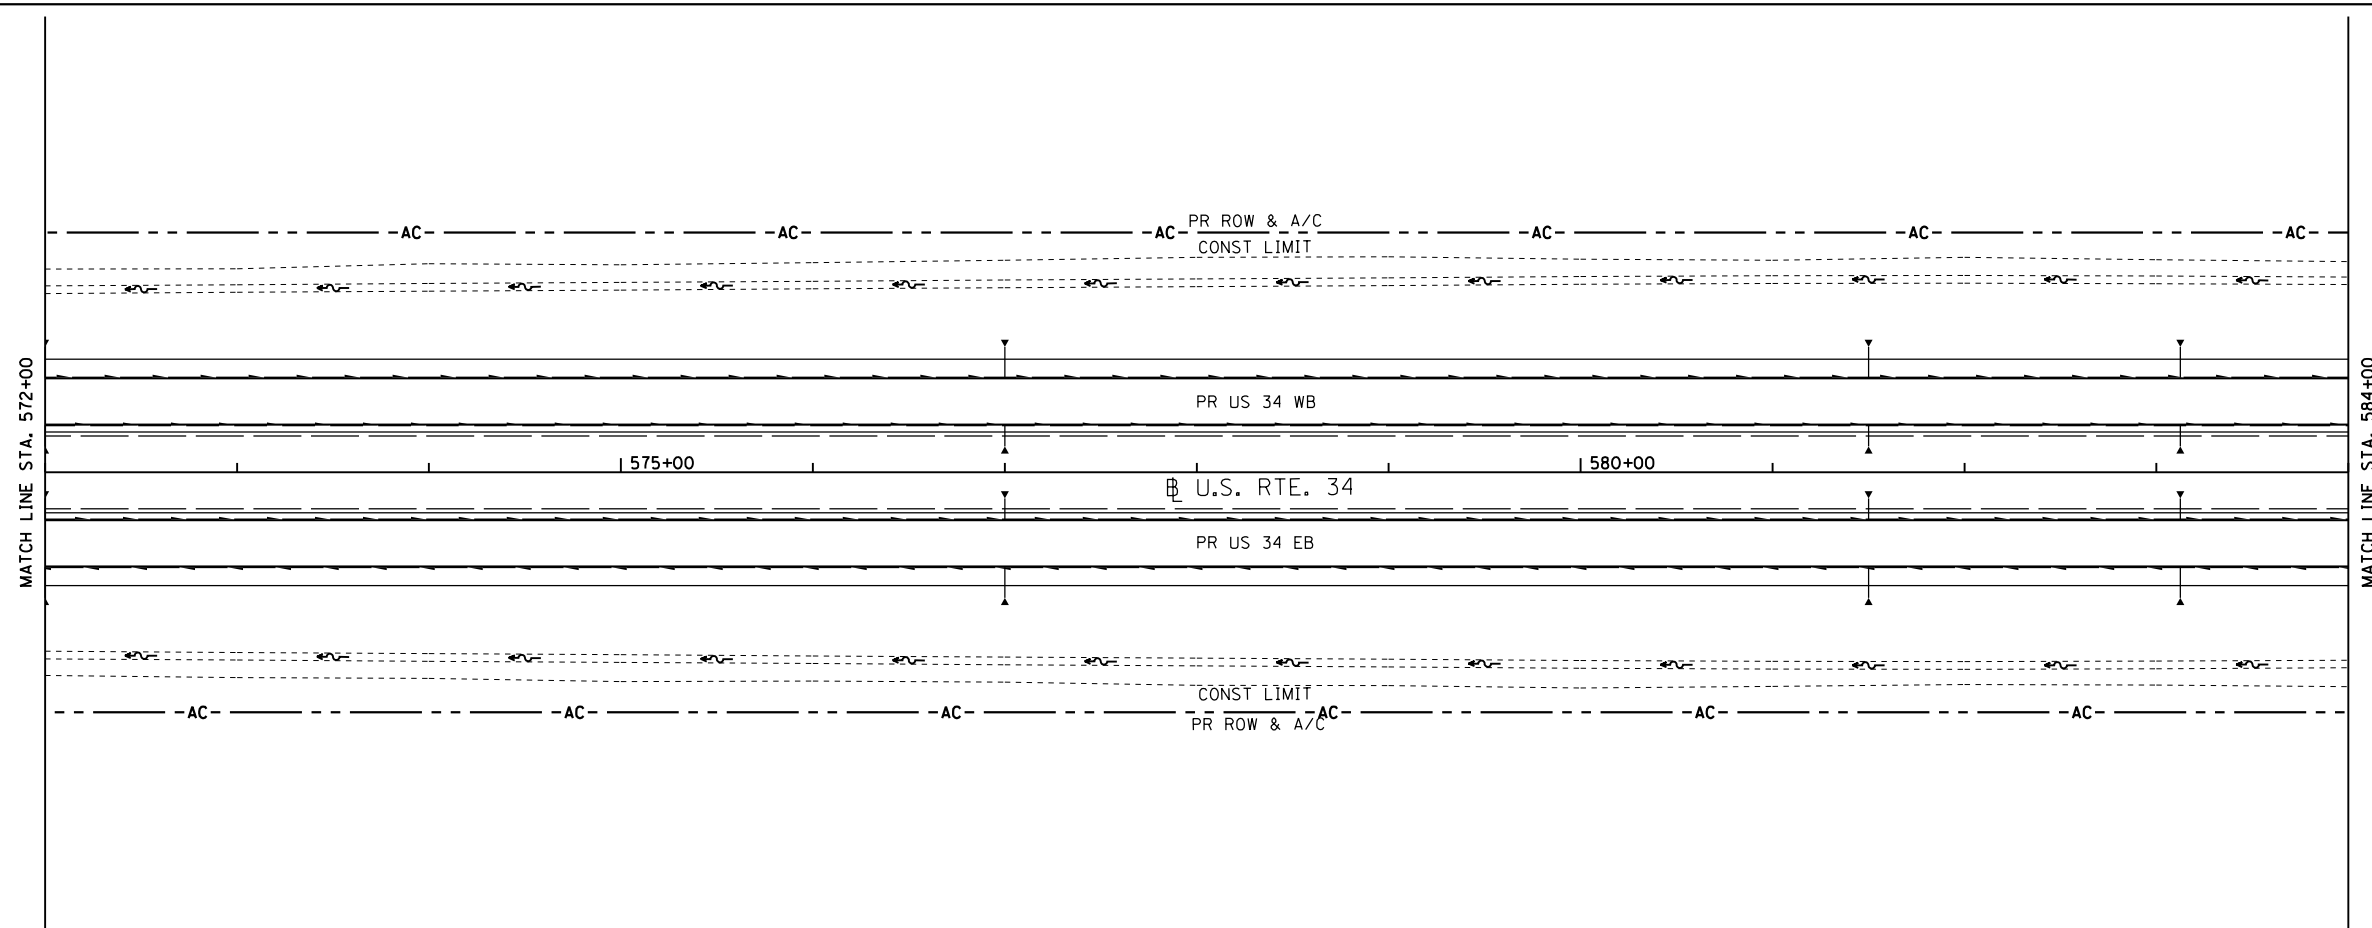 PR ROW & A/C
AC AC AC AC AC AC
CONST LIMIT
MATCH LINE STA. 572+00
MATCH LINE STA. 584+00
PR US 34 WB
575+00 580+00
℄ U.S. RTE. 34
PR US 34 EB
CONST LIMIT
AC AC AC AC AC AC
PR ROW & A/C